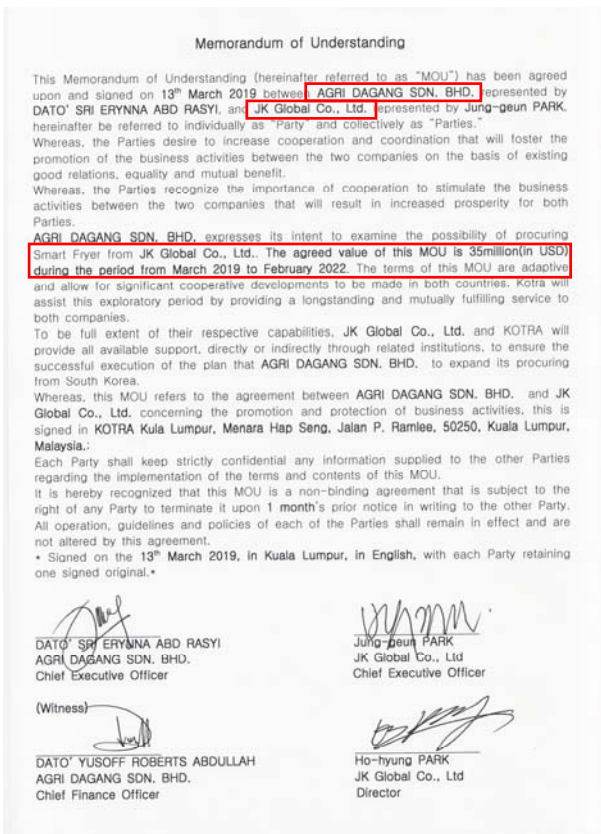 Memorandum of Understanding
This Memorandum of Understanding (hereinafter referred to as "MOU") has been agreed
upon and signed on 13th March 2019 between AGRI DAGANG SDN. BHD. represented by
DATO' SRI ERYNNA ABD RASYI, and JK Global Co., Ltd. represented by Jung-geun PARK,
hereinafter be referred to individually as "Party" and collectively as "Parties."
Whereas, the Parties desire to increase cooperation and coordination that will foster the
promotion of the business activities between the two companies on the basis of existing
good relations, equality and mutual benefit.
Whereas, the Parties recognize the importance of cooperation to stimulate the business
activities between the two companies that will result in increased prosperity for both
Parties.
AGRI DAGANG SDN. BHD. expresses its intent to examine the possibility of procuring
Smart Fryer from JK Global Co., Ltd.. The agreed value of this MOU is 35million(in USD)
during the period from March 2019 to February 2022. The terms of this MOU are adaptive
and allow for significant cooperative developments to be made in both countries. Kotra will
assist this exploratory period by providing a longstanding and mutually fulfilling service to
both companies.
To be full extent of their respective capabilities, JK Global Co., Ltd. and KOTRA will
provide all available support, directly or indirectly through related institutions, to ensure the
successful execution of the plan that AGRI DAGANG SDN. BHD. to expand its procuring
from South Korea.
Whereas, this MOU refers to the agreement between AGRI DAGANG SDN. BHD. and JK
Global Co., Ltd. concerning the promotion and protection of business activities, this is
signed in KOTRA Kula Lumpur, Menara Hap Seng, Jalan P. Ramlee, 50250, Kuala Lumpur,
Malaysia.:
Each Party shall keep strictly confidential any information supplied to the other Parties
regarding the implementation of the terms and contents of this MOU.
It is hereby recognized that this MOU is a non-binding agreement that is subject to the
right of any Party to terminate it upon 1 month's prior notice in writing to the other Party.
All operation, guidelines and policies of each of the Parties shall remain in effect and are
not altered by this agreement.
* Signed on the 13th March 2019, in Kuala Lumpur, in English, with each Party retaining
one signed original.*
DATO' SRI ERYNNA ABD RASYI
AGRI DAGANG SDN. BHD.
Chief Executive Officer
Jung-geun PARK
JK Global Co., Ltd
Chief Executive Officer
(Witness)
DATO' YUSOFF ROBERTS ABDULLAH
AGRI DAGANG SDN. BHD.
Chief Finance Officer
Ho-hyung PARK
JK Global Co., Ltd
Director